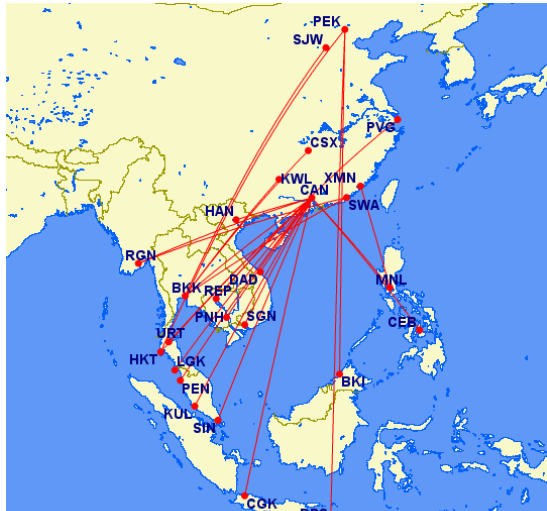 PEK
SJW
PVG
CSX
KWL
XMN
CAN
HAN
SWA
RGN
DAD
BKK
REP
MNL
PNH
SGN
CEB
URT
HKT
LGK
PEN
BKI
KUL
SIN
CGK